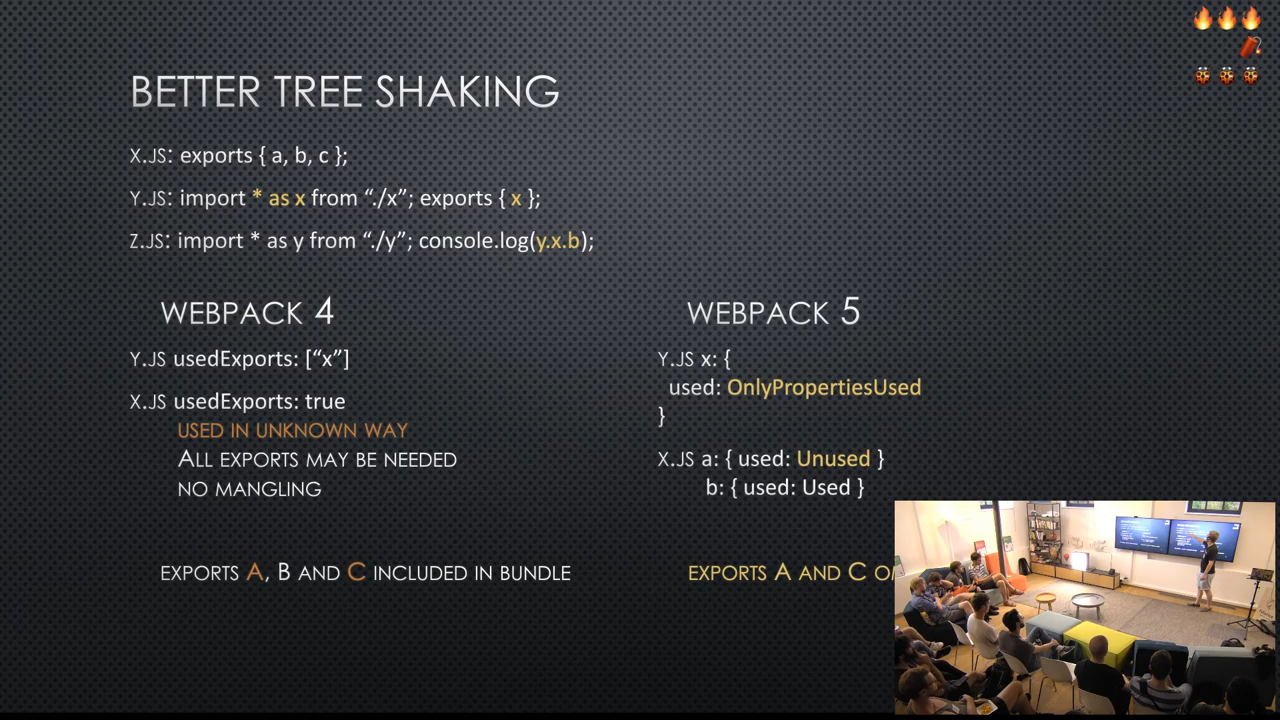 BETTER TREE SHAKING
X.JS: exports { a, b, c };
Y.JS: import * as x from “./x”; exports { x };
Z.JS: import * as y from “./y”; console.log(y.x.b);
WEBPACK 4
Y.JS usedExports: [“x”]
X.JS usedExports: true
USED IN UNKNOWN WAY
ALL EXPORTS MAY BE NEEDED
NO MANGLING
EXPORTS A, B AND C INCLUDED IN BUNDLE
WEBPACK 5
Y.JS x: {
used: OnlyPropertiesUsed
}
X.JS a: { used: Unused }
b: { used: Used }
EXPORTS A AND C